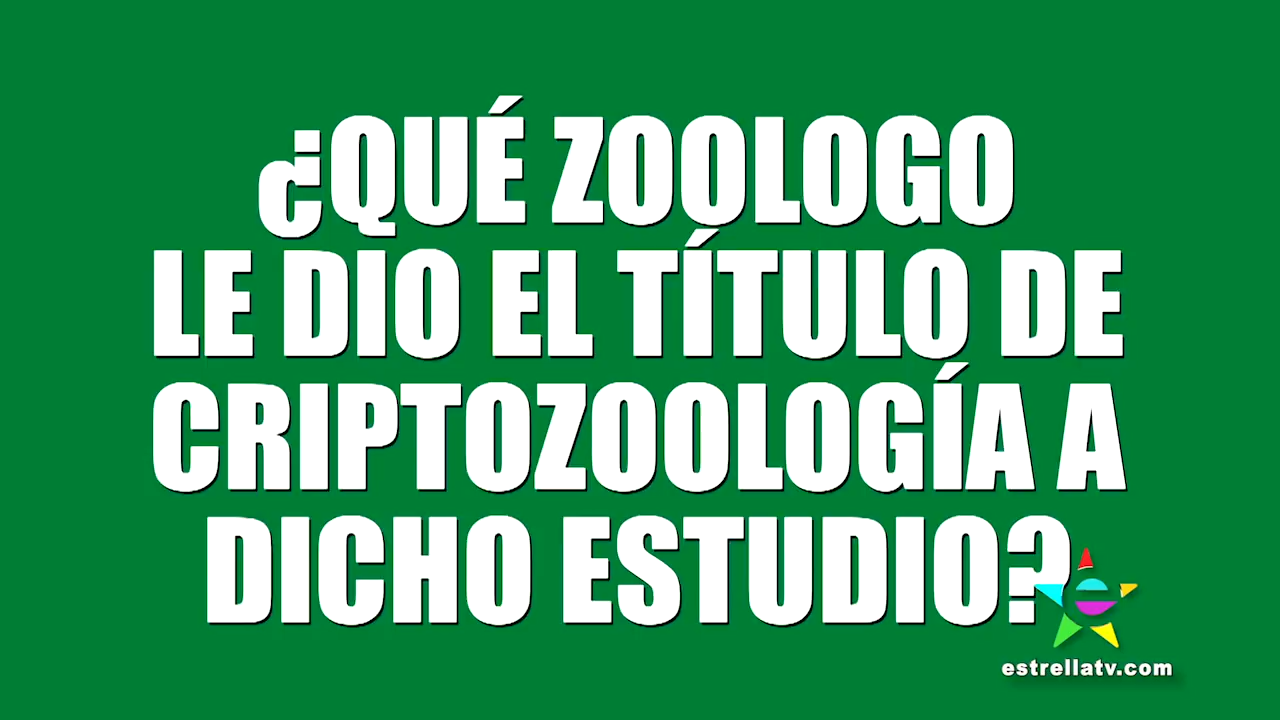 ¿QUÉ ZOOLOGO
LE DIO EL TÍTULO DE
CRIPTOZOOLOGÍA A
DICHO ESTUDIO?
estrellatv.com